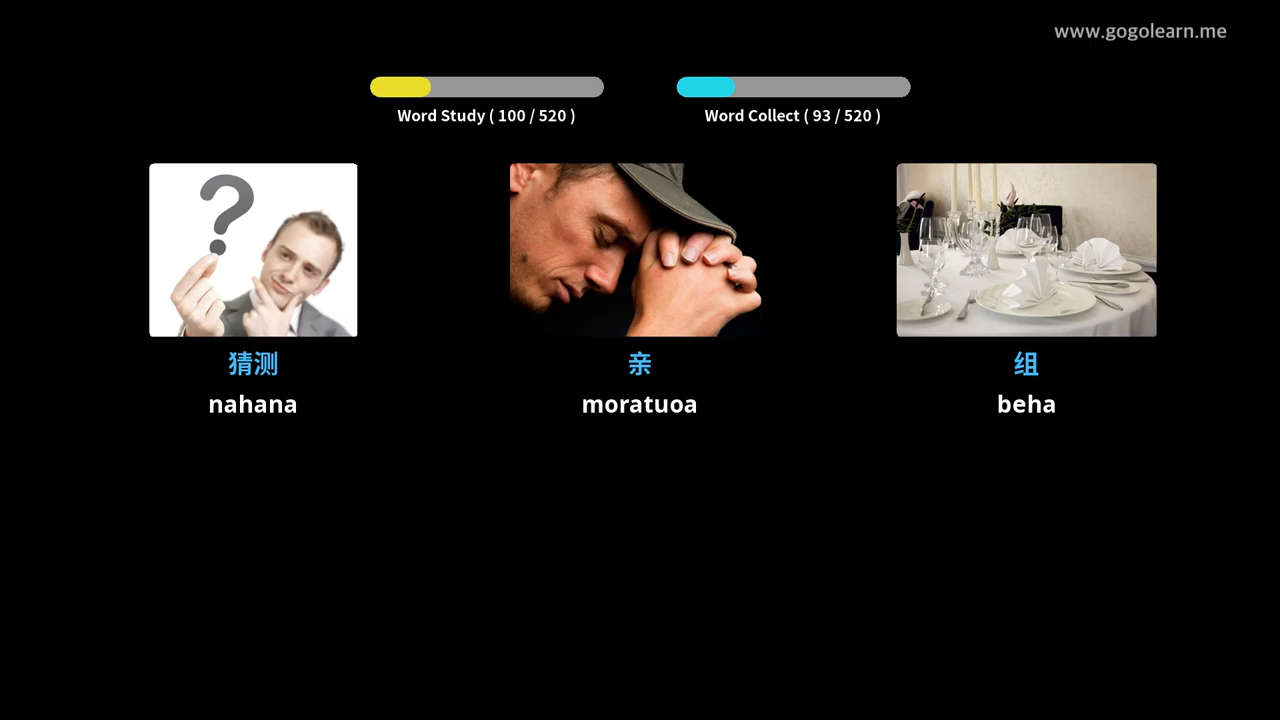 www.gogolearn.me
Word Study ( 100 / 520 )
Word Collect ( 93 / 520 )
猜测
nahana
亲
moratuoa
组
beha